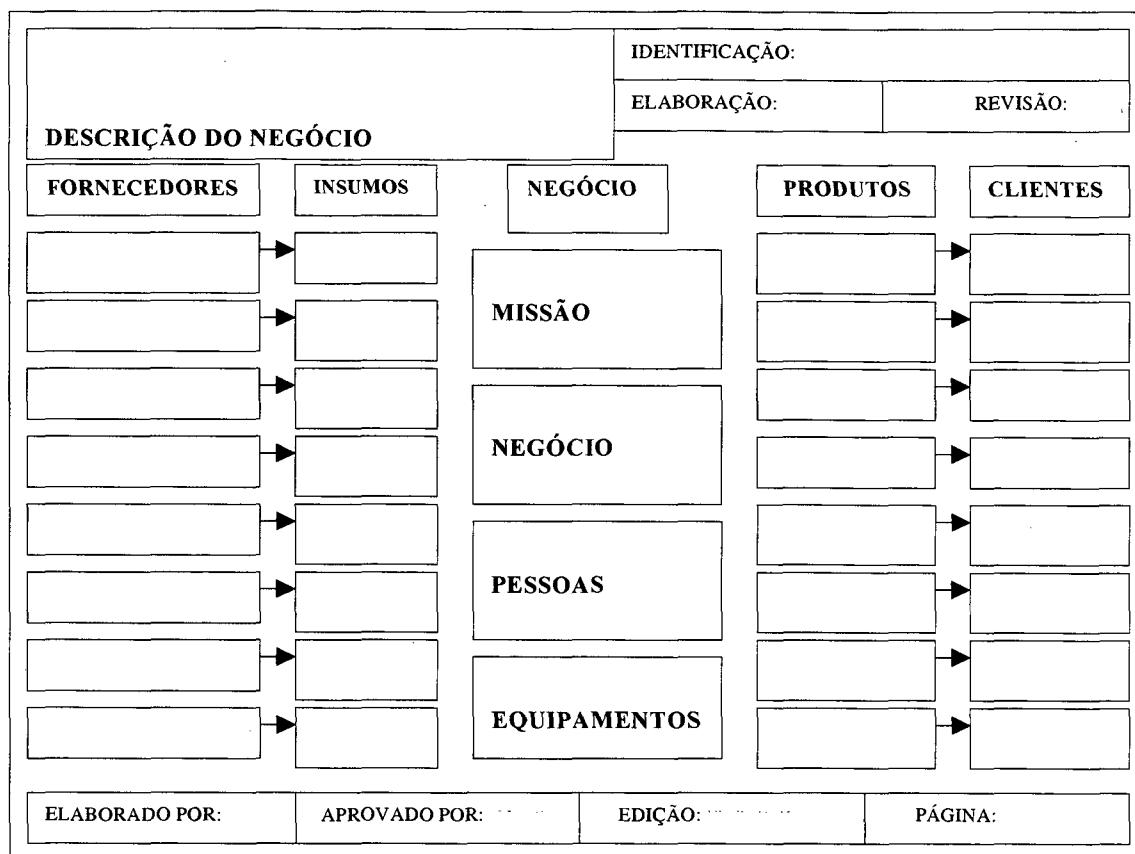 IDENTIFICAÇÃO:
ELABORAÇÃO: REVISÃO:
DESCRIÇÃO DO NEGÓCIO
FORNECEDORES INSUMOS NEGÓCIO PRODUTOS CLIENTES
MISSÃO
NEGÓCIO
PESSOAS
EQUIPAMENTOS
ELABORADO POR: APROVADO POR: EDIÇÃO: PÁGINA: